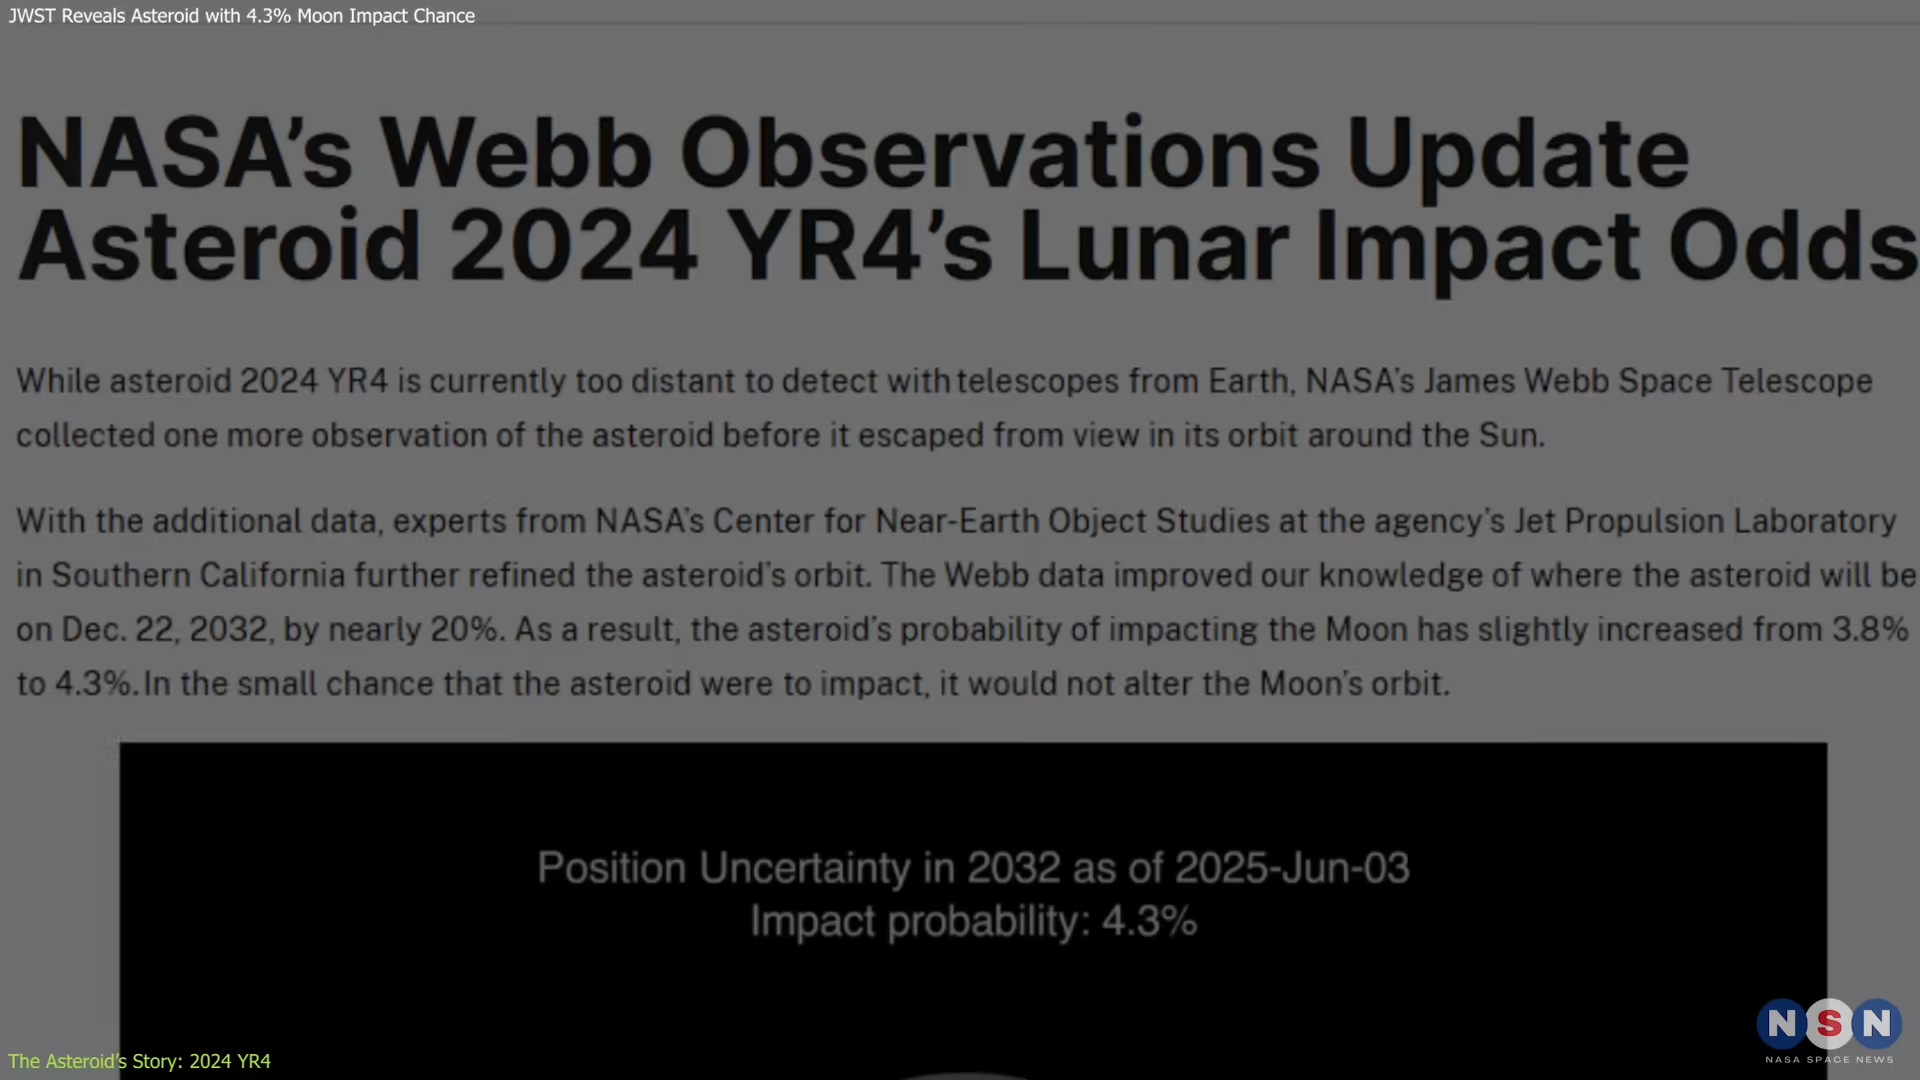 JWST Reveals Asteroid with 4.3% Moon Impact Chance
NASA’s Webb Observations Update
Asteroid 2024 YR4’s Lunar Impact Odds
While asteroid 2024 YR4 is currently too distant to detect with telescopes from Earth, NASA’s James Webb Space Telescope
collected one more observation of the asteroid before it escaped from view in its orbit around the Sun.
With the additional data, experts from NASA’s Center for Near-Earth Object Studies at the agency’s Jet Propulsion Laboratory
in Southern California further refined the asteroid’s orbit. The Webb data improved our knowledge of where the asteroid will be
on Dec. 22, 2032, by nearly 20%. As a result, the asteroid’s probability of impacting the Moon has slightly increased from 3.8%
to 4.3%. In the small chance that the asteroid were to impact, it would not alter the Moon’s orbit.
Position Uncertainty in 2032 as of 2025-Jun-03
Impact probability: 4.3%
NSN
NASA SPACE NEWS
The Asteroid’s Story: 2024 YR4